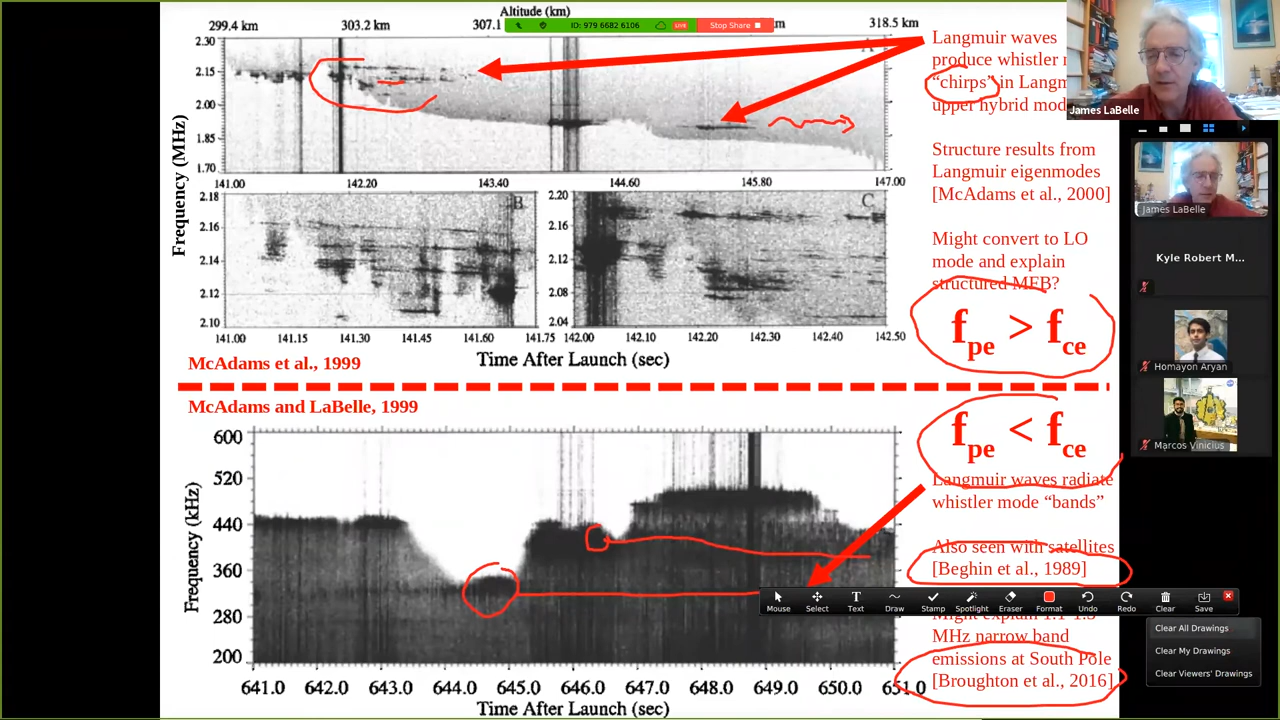 Altitude (km)
299.4 km 303.2 km 307.1 318.5 km
ID: 979 6682 6106 LIVE Stop Share
Frequency (MHz)
2.30
2.15
2.00
1.85
1.70
A
141.00 142.20 143.40 144.60 145.80 147.00
2.18
2.16
2.14
2.12
2.10
B
141.00 141.15 141.30 141.45 141.60 141.75
2.20
2.16
2.12
2.08
2.04
C
142.00 142.10 142.20 142.30 142.40 142.50
Time After Launch (sec)
McAdams et al., 1999
Langmuir waves
produce whistler
“chirps” in Langm
upper hybrid mod
Structure results from
Langmuir eigenmodes
[McAdams et al., 2000]
Might convert to LO
mode and explain
structured MFB?
fpe > fce
McAdams and LaBelle, 1999
Frequency (kHz)
600
520
440
360
280
200
641.0 642.0 643.0 644.0 645.0 646.0 647.0 648.0 649.0 650.0 651.0
Time After Launch (sec)
fpe < fce
Langmuir waves radiate
whistler mode “bands”
Also seen with satellites
[Beghin et al., 1989]
Might explain 1.1-1.3
MHz narrow band
emissions at South Pole
[Broughton et al., 2016]
Mouse Select Text Draw Stamp Spotlight Eraser Format Undo Redo Clear Save
Clear All Drawings
Clear My Drawings
Clear Viewers' Drawings
James LaBelle
James LaBelle
Kyle Robert M...
Homayon Aryan
Marcos Vinicius